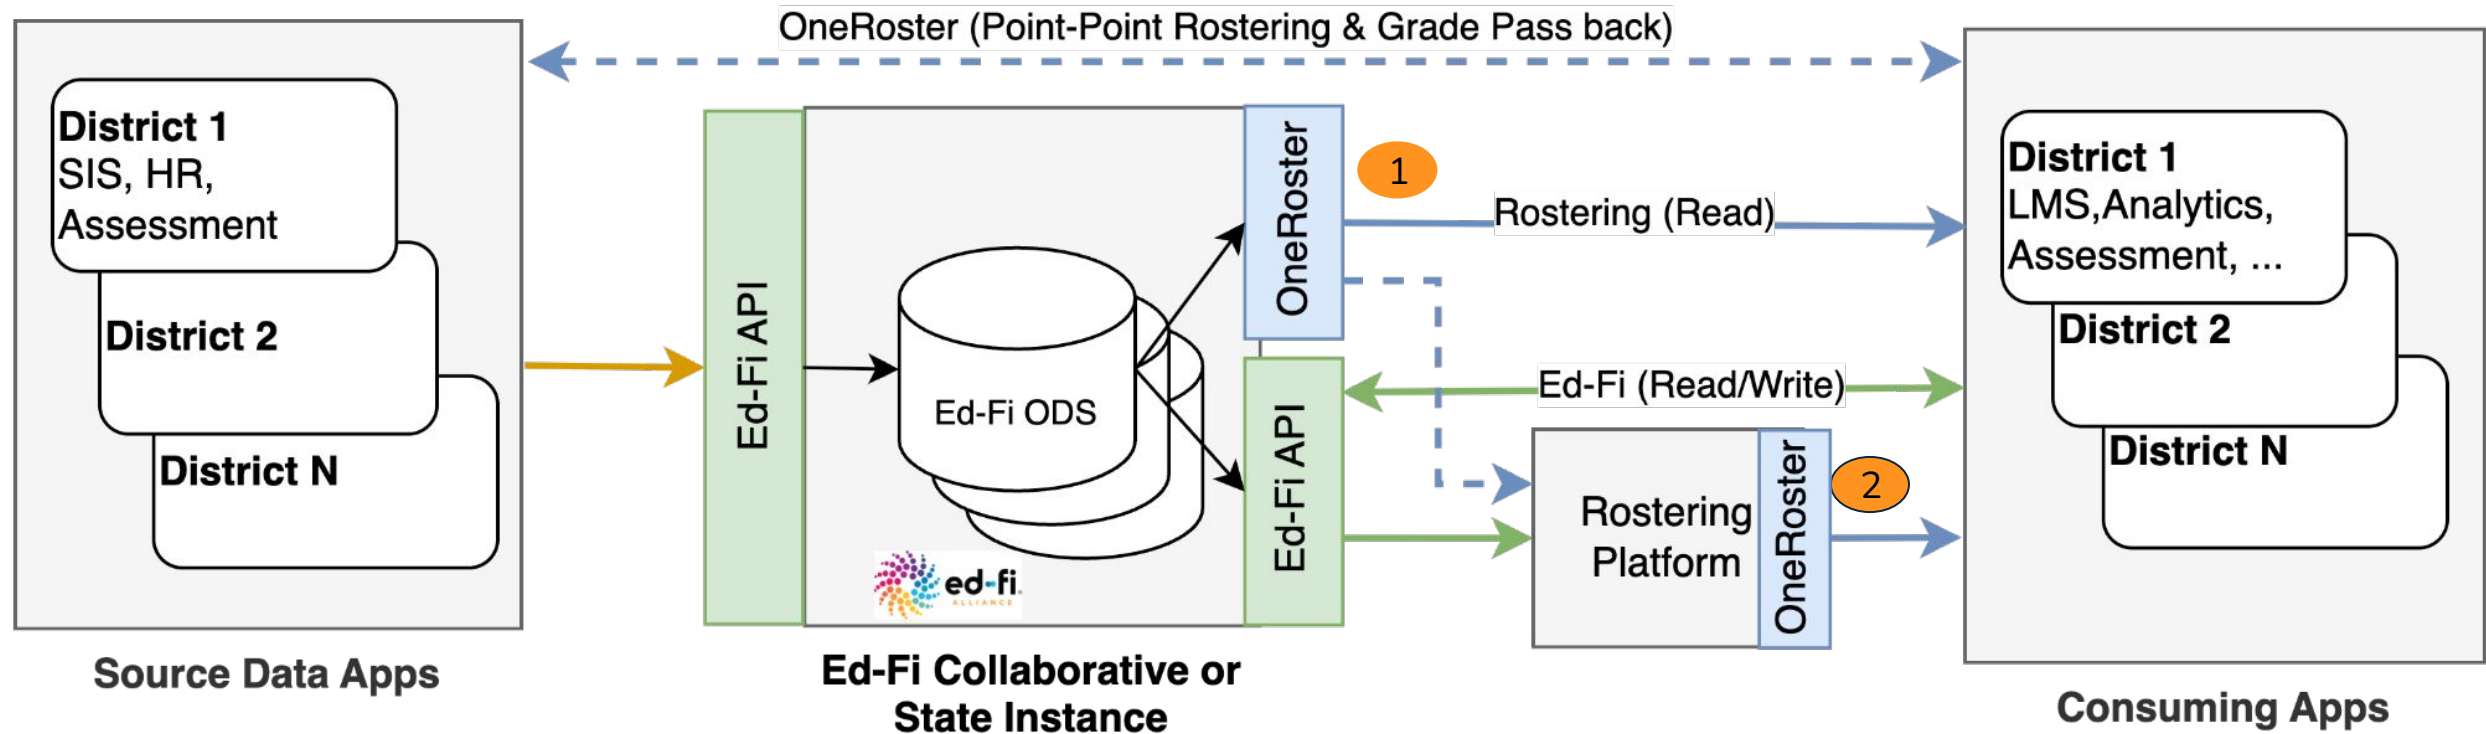 OneRoster (Point-Point Rostering & Grade Pass back)
District 1
SIS, HR,
Assessment
District 2
District N
Source Data Apps
Ed-Fi API
Ed-Fi ODS
ed-fi
ALLIANCE
Ed-Fi Collaborative or
State Instance
OneRoster
1
Rostering (Read)
Ed-Fi API
Ed-Fi (Read/Write)
Rostering
Platform
OneRoster
2
District 1
LMS,Analytics,
Assessment, ...
District 2
District N
Consuming Apps